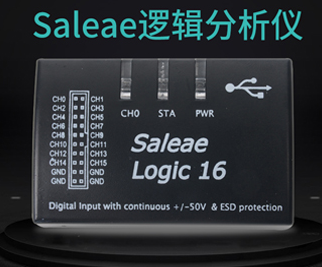 Saleae逻辑分析仪
CH0 CH1
CH2 CH3
CH4 CH5
CH6 CH7
CH8 CH9
CH10 CH11
CH12 CH13
CH14 CH15
GND GND
GND GND
CH0 STA PWR
Saleae
Logic 16
Digital Input with continuous +/-50V & ESD protection